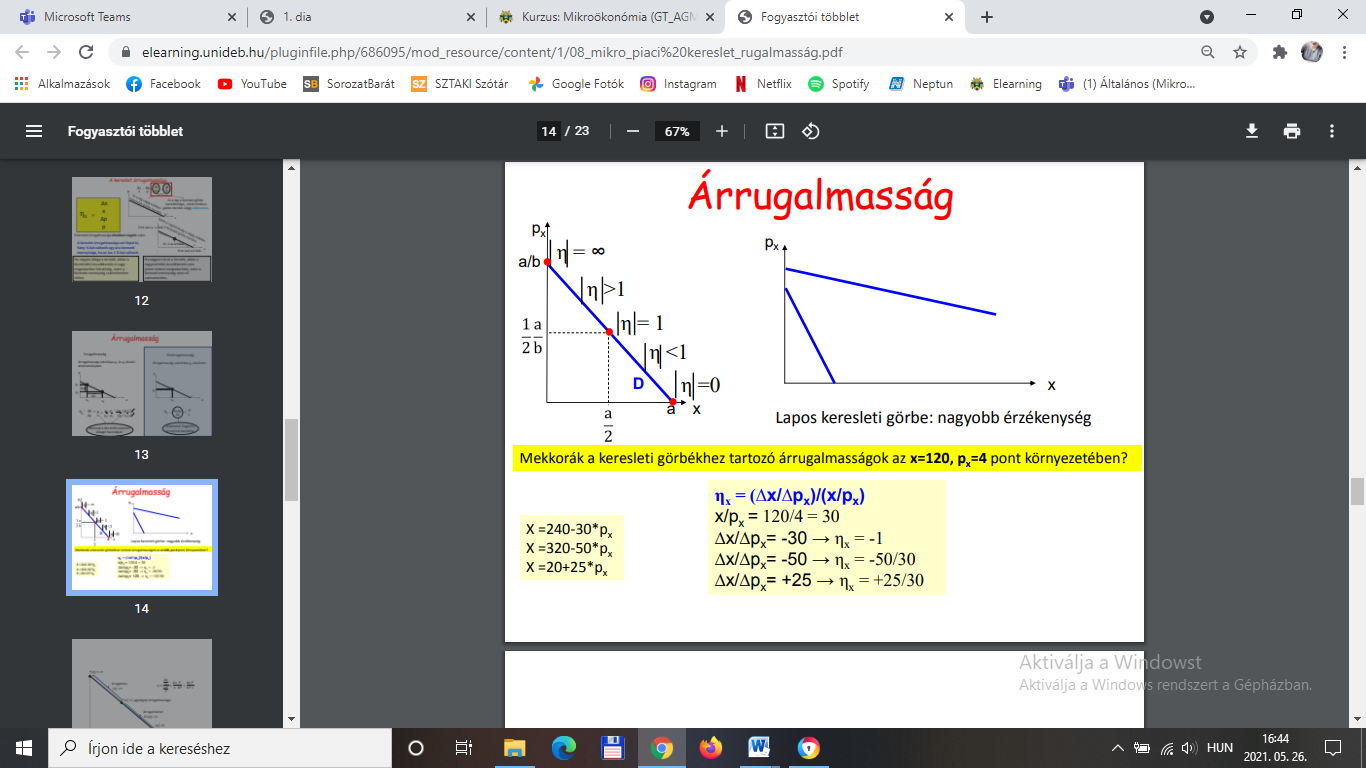 Microsoft Teams
1. dia
Kurzus: Mikroökonómia (GT_AGM
Fogyasztói többlet
elearning.unideb.hu/pluginfile.php/686095/mod_resource/content/1/08_mikro_piaci%20kereslet_rugalmasság.pdf
Alkalmazások
Facebook
YouTube
SorozatBarát
SZTAKI Szótár
Google Fotók
Instagram
Netflix
Spotify
Neptun
Elearning
(1) Általános (Mikro...
Fogyasztói többlet
14 / 23
67%
12
Árrugalmasság
13
Árrugalmasság
14
Árrugalmasság
pₓ
a/b
|η| = ∞
|η|>1
|η|= 1
|η|<1
|η|=0
1 a
2 b
D
a
x
a
2
pₓ
x
Lapos keresleti görbe: nagyobb érzékenység
Mekkorák a keresleti görbékhez tartozó árrugalmasságok az x=120, pₓ=4 pont környezetében?
X =240-30*pₓ
X =320-50*pₓ
X =20+25*pₓ
ηₓ = (Δx/Δpₓ)/(x/pₓ)
x/pₓ = 120/4 = 30
Δx/Δpₓ= -30 → ηₓ = -1
Δx/Δpₓ= -50 → ηₓ = -50/30
Δx/Δpₓ= +25 → ηₓ = +25/30
Aktiválja a Windowst
Aktiválja a Windows rendszert a Gépházban.
Írjon ide a kereséshez
HUN
16:44
2021. 05. 26.